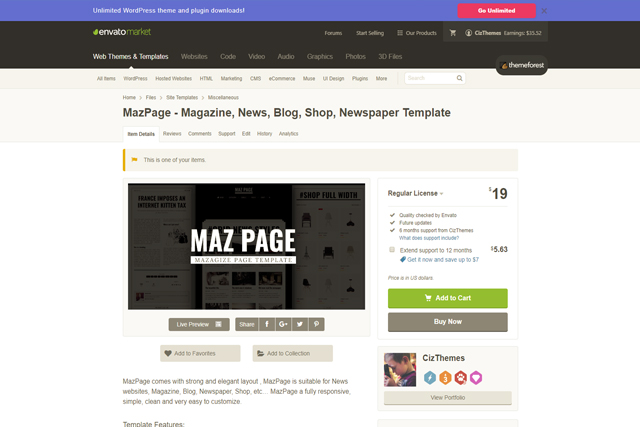 Unlimited WordPress theme and plugin downloads!
Go Unlimited
envatomarket
Forums
Start Selling
Our Products
CizThemes
Earnings: $35.52
Web Themes & Templates
Websites
Code
Video
Audio
Graphics
Photos
3D Files
themeforest
All Items
WordPress
Hosted Websites
HTML
Marketing
CMS
eCommerce
Muse
UI Design
Plugins
More
Search
Home > Files > Site Templates > Miscellaneous
MazPage - Magazine, News, Blog, Shop, Newspaper Template
Item Details
Reviews
Comments
Support
Edit
History
Analytics
This is one of your items
FRANCE IMPOSES AN
INTERNET KITTEN TAX
MAZ PAGE
#SHOP FULL WIDTH
MAZ PAGE
MAZAGIZE PAGE TEMPLATE
Live Preview
Share
Add to Favorites
Add to Collection
MazPage comes with strong and elegant layout , MazPage is suitable for News
websites, Magazine, Blog, Newspaper, Shop, etc... MazPage a fully responsive,
simple, clean and very easy to customize.
Template Features:
Regular License
$19
Quality checked by Envato
Future updates
6 months support from CizThemes
What does support include?
Extend support to 12 months
$5.63
Get it now and save up to $7
Price is in US dollars.
Add to Cart
Buy Now
CizThemes
3
View Portfolio